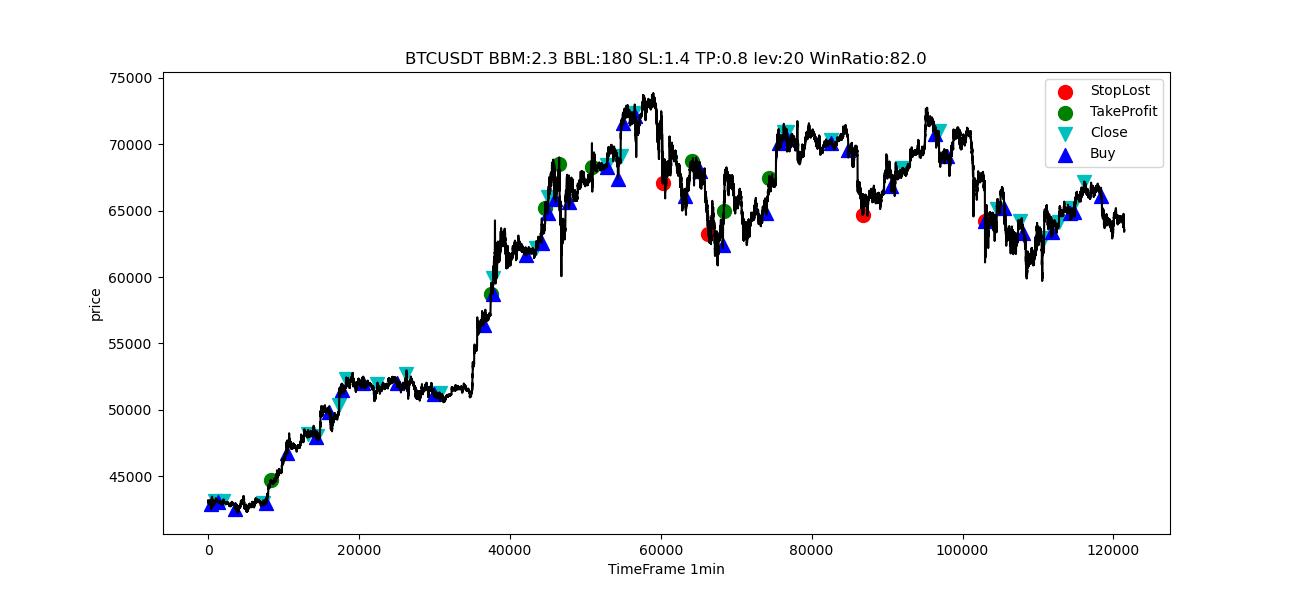 BTCUSDT BBM:2.3 BBL:180 SL:1.4 TP:0.8 lev:20 WinRatio:82.0
75000
70000
65000
60000
55000
50000
45000
price
StopLost
TakeProfit
Close
Buy
0 20000 40000 60000 80000 100000 120000
TimeFrame 1min